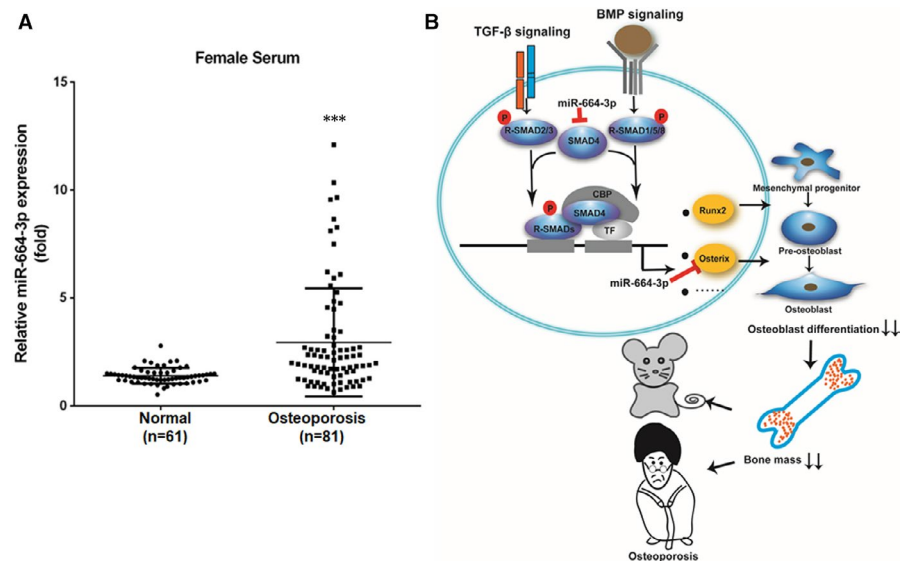 A
Female Serum
Relative miR-664-3p expression
(fold)
15
10
5
0
***
Normal
(n=61)
Osteoporosis
(n=81)
B
TGF-β signaling
BMP signaling
miR-664-3p
P
R-SMAD2/3
SMAD4
R-SMAD1/5/8
P
CBP
P
SMAD4
R-SMADs
TF
miR-664-3p
Runx2
Osterix
......
Mesenchymal progenitor
Pre-osteoblast
Osteoblast
Osteoblast differentiation ↓↓
Bone mass ↓↓
Osteoporosis